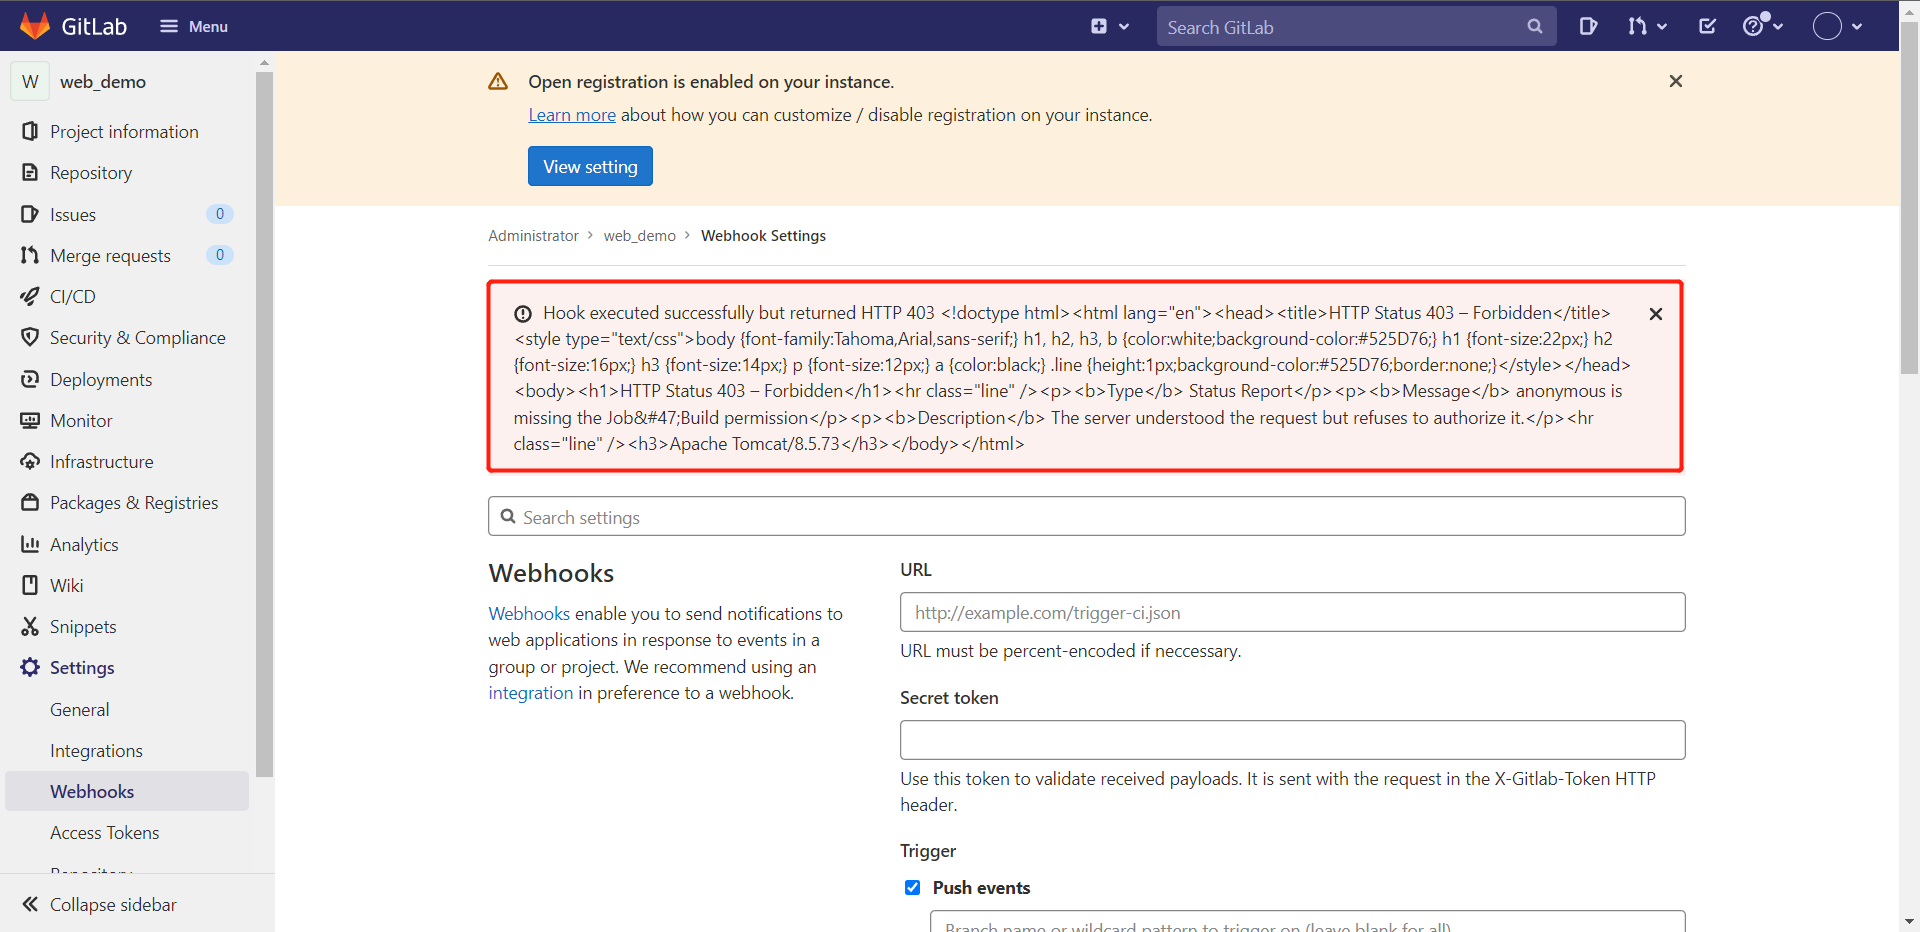 GitLab
Menu
Search GitLab
W
web_demo
Project information
Repository
Issues
0
Merge requests
0
CI/CD
Security & Compliance
Deployments
Monitor
Infrastructure
Packages & Registries
Analytics
Wiki
Snippets
Settings
General
Integrations
Webhooks
Access Tokens
Repository
Collapse sidebar
Open registration is enabled on your instance.
Learn more about how you can customize / disable registration on your instance.
View setting
Administrator > web_demo > Webhook Settings
Hook executed successfully but returned HTTP 403 <!doctype html><html lang="en"><head><title>HTTP Status 403 – Forbidden</title>
<style type="text/css">body {font-family:Tahoma,Arial,sans-serif;} h1, h2, h3, b {color:white;background-color:#525D76;} h1 {font-size:22px;} h2
{font-size:16px;} h3 {font-size:14px;} p {font-size:12px;} a {color:black;} .line {height:1px;background-color:#525D76;border:none;}</style></head>
<body><h1>HTTP Status 403 – Forbidden</h1><hr class="line" /><p><b>Type</b> Status Report</p><p><b>Message</b> anonymous is
missing the Job&#47;Build permission</p><p><b>Description</b> The server understood the request but refuses to authorize it.</p><hr
class="line" /><h3>Apache Tomcat/8.5.73</h3></body></html>
Search settings
Webhooks
Webhooks enable you to send notifications to
web applications in response to events in a
group or project. We recommend using an
integration in preference to a webhook.
URL
http://example.com/trigger-ci.json
URL must be percent-encoded if neccessary.
Secret token
Use this token to validate received payloads. It is sent with the request in the X-Gitlab-Token HTTP
header.
Trigger
Push events
Branch name or wildcard pattern to trigger on (leave blank for all)